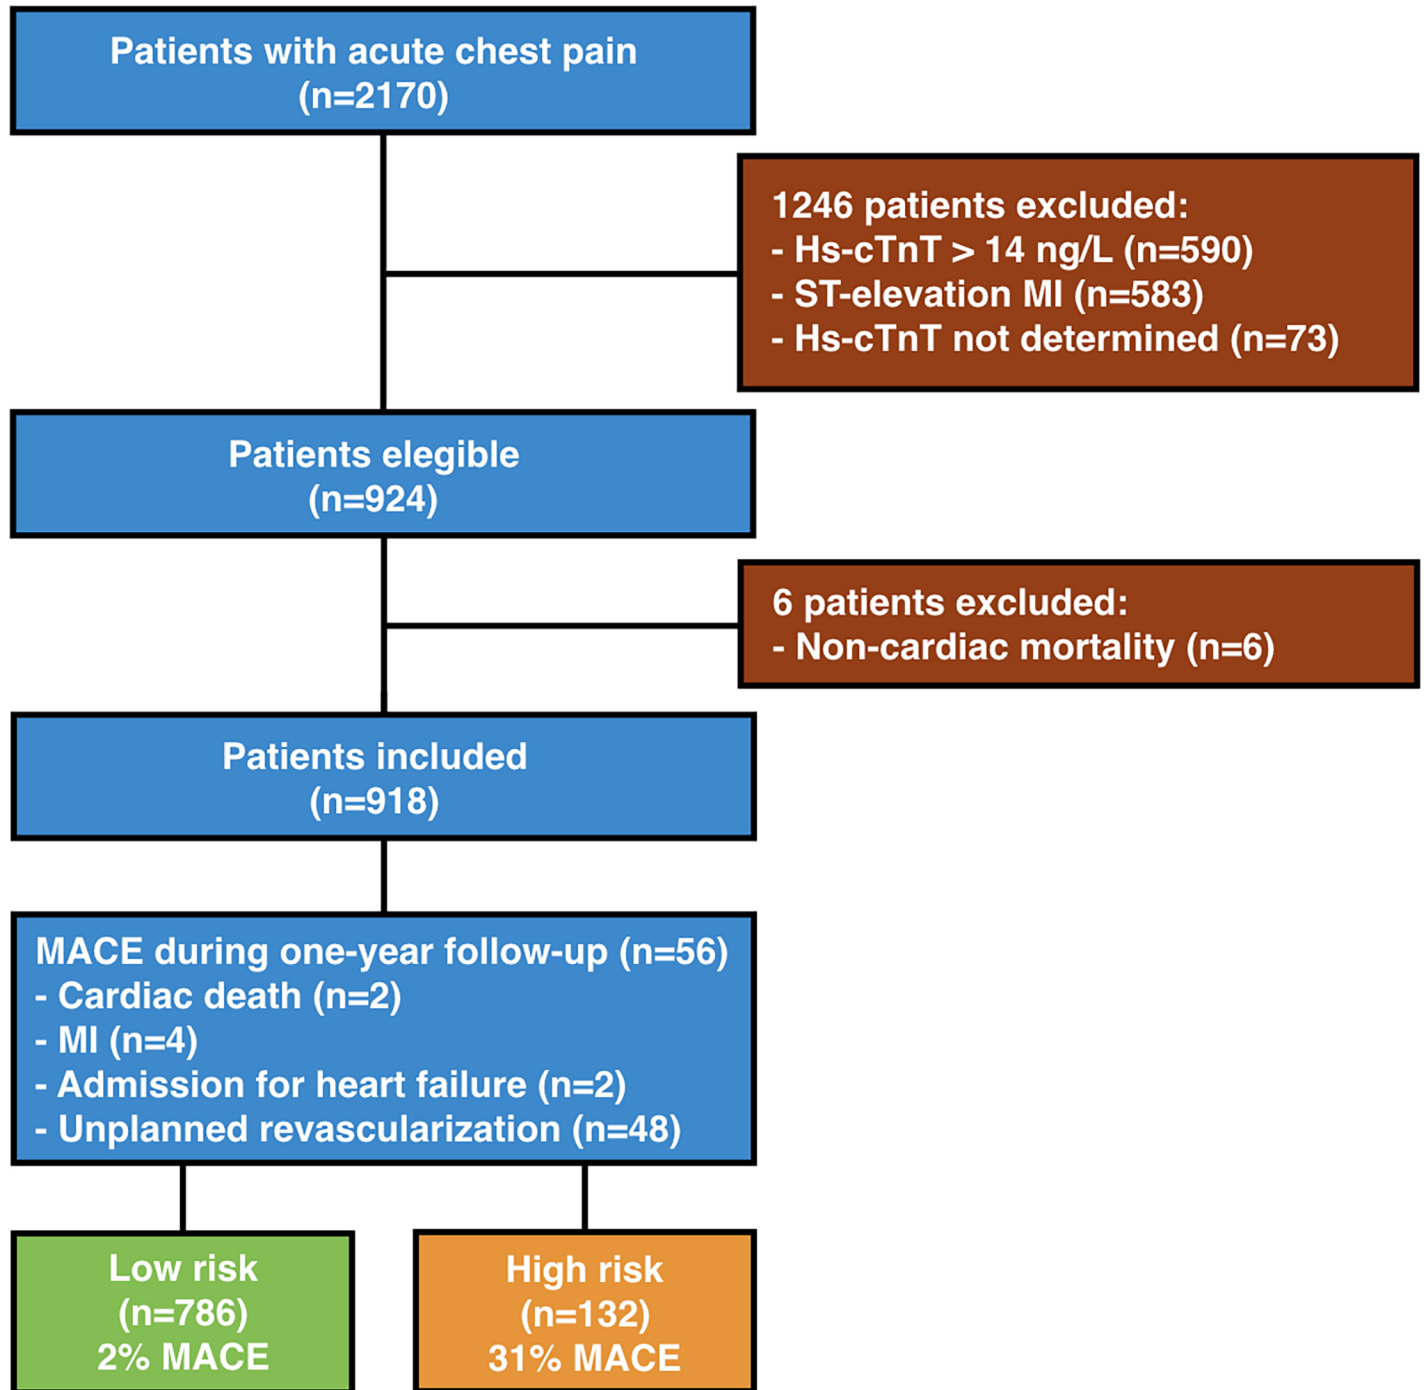 Patients with acute chest pain
(n=2170)
1246 patients excluded:
- Hs-cTnT > 14 ng/L (n=590)
- ST-elevation MI (n=583)
- Hs-cTnT not determined (n=73)
Patients elegible
(n=924)
6 patients excluded:
- Non-cardiac mortality (n=6)
Patients included
(n=918)
MACE during one-year follow-up (n=56)
- Cardiac death (n=2)
- MI (n=4)
- Admission for heart failure (n=2)
- Unplanned revascularization (n=48)
Low risk
(n=786)
2% MACE
High risk
(n=132)
31% MACE